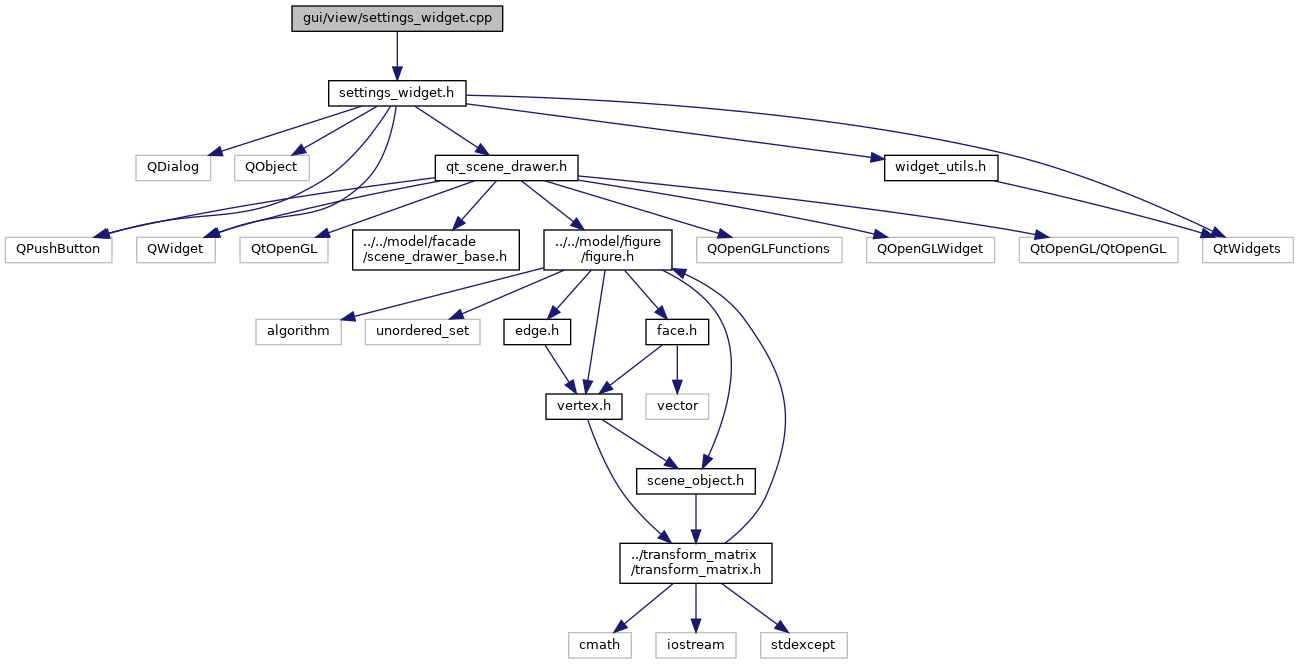 gui/view/settings_widget.cpp
settings_widget.h
QDialog
QObject
qt_scene_drawer.h
widget_utils.h
QPushButton
QWidget
QtOpenGL
../../model/facade
/scene_drawer_base.h
../../model/figure
/figure.h
QOpenGLFunctions
QOpenGLWidget
QtOpenGL/QtOpenGL
QtWidgets
algorithm
unordered_set
edge.h
face.h
vertex.h
vector
scene_object.h
../transform_matrix
/transform_matrix.h
cmath
iostream
stdexcept